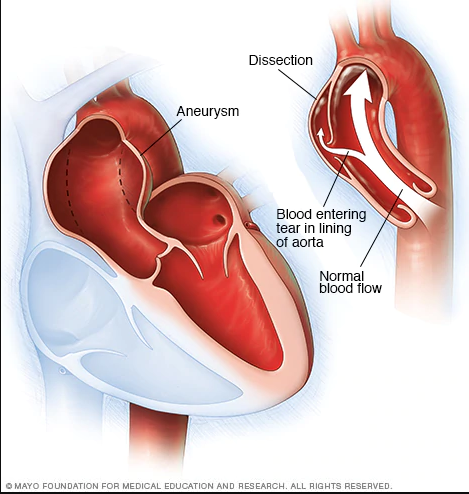 Dissection
Aneurysm
Blood entering
tear in lining
of aorta
Normal
blood flow
© MAYO FOUNDATION FOR MEDICAL EDUCATION AND RESEARCH. ALL RIGHTS RESERVED.